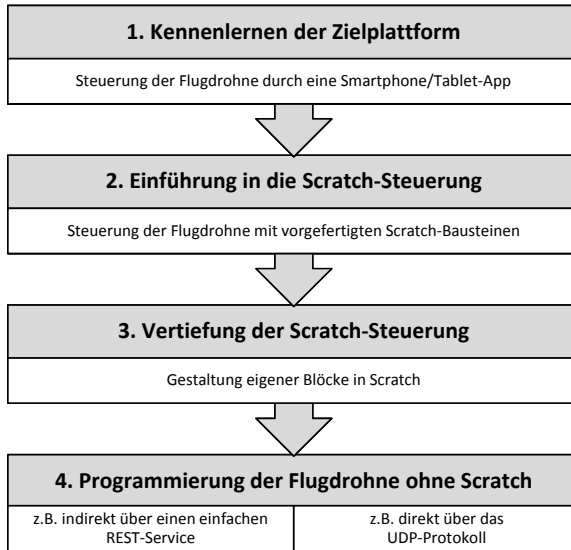 1. Kennenlernen der Zielplattform
Steuerung der Flugdrohne durch eine Smartphone/Tablet-App
2. Einführung in die Scratch-Steuerung
Steuerung der Flugdrohne mit vorgefertigten Scratch-Bausteinen
3. Vertiefung der Scratch-Steuerung
Gestaltung eigener Blöcke in Scratch
4. Programmierung der Flugdrohne ohne Scratch
z.B. indirekt über einen einfachen
REST-Service
z.B. direkt über das
UDP-Protokoll